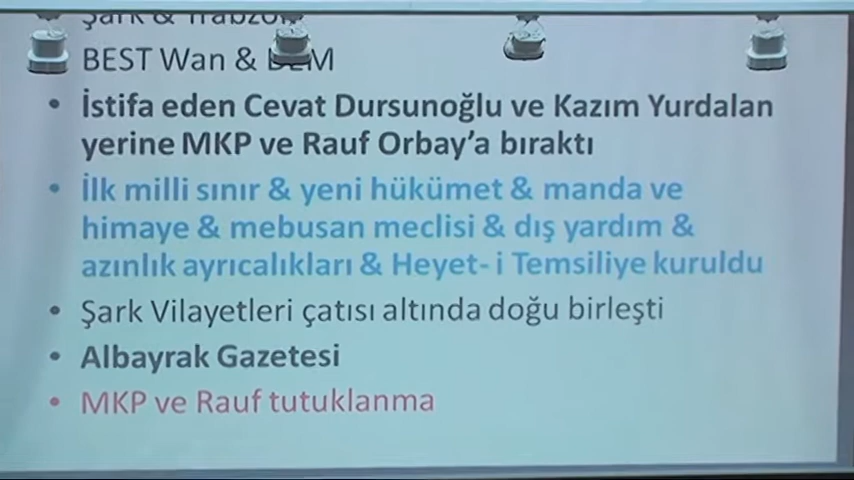 Şark & Trabzon
BEST Wan &
İstifa eden Cevat Dursunoğlu ve Kazım Yurdalan
yerine MKP ve Rauf Orbay’a bıraktı
İlk milli sınır & yeni hükümet & manda ve
himaye & mebusan meclisi & dış yardım &
azınlık ayrıcalıkları & Heyet- i Temsiliye kuruldu
Şark Vilayetleri çatısı altında doğu birleşti
Albayrak Gazetesi
MKP ve Rauf tutuklanma